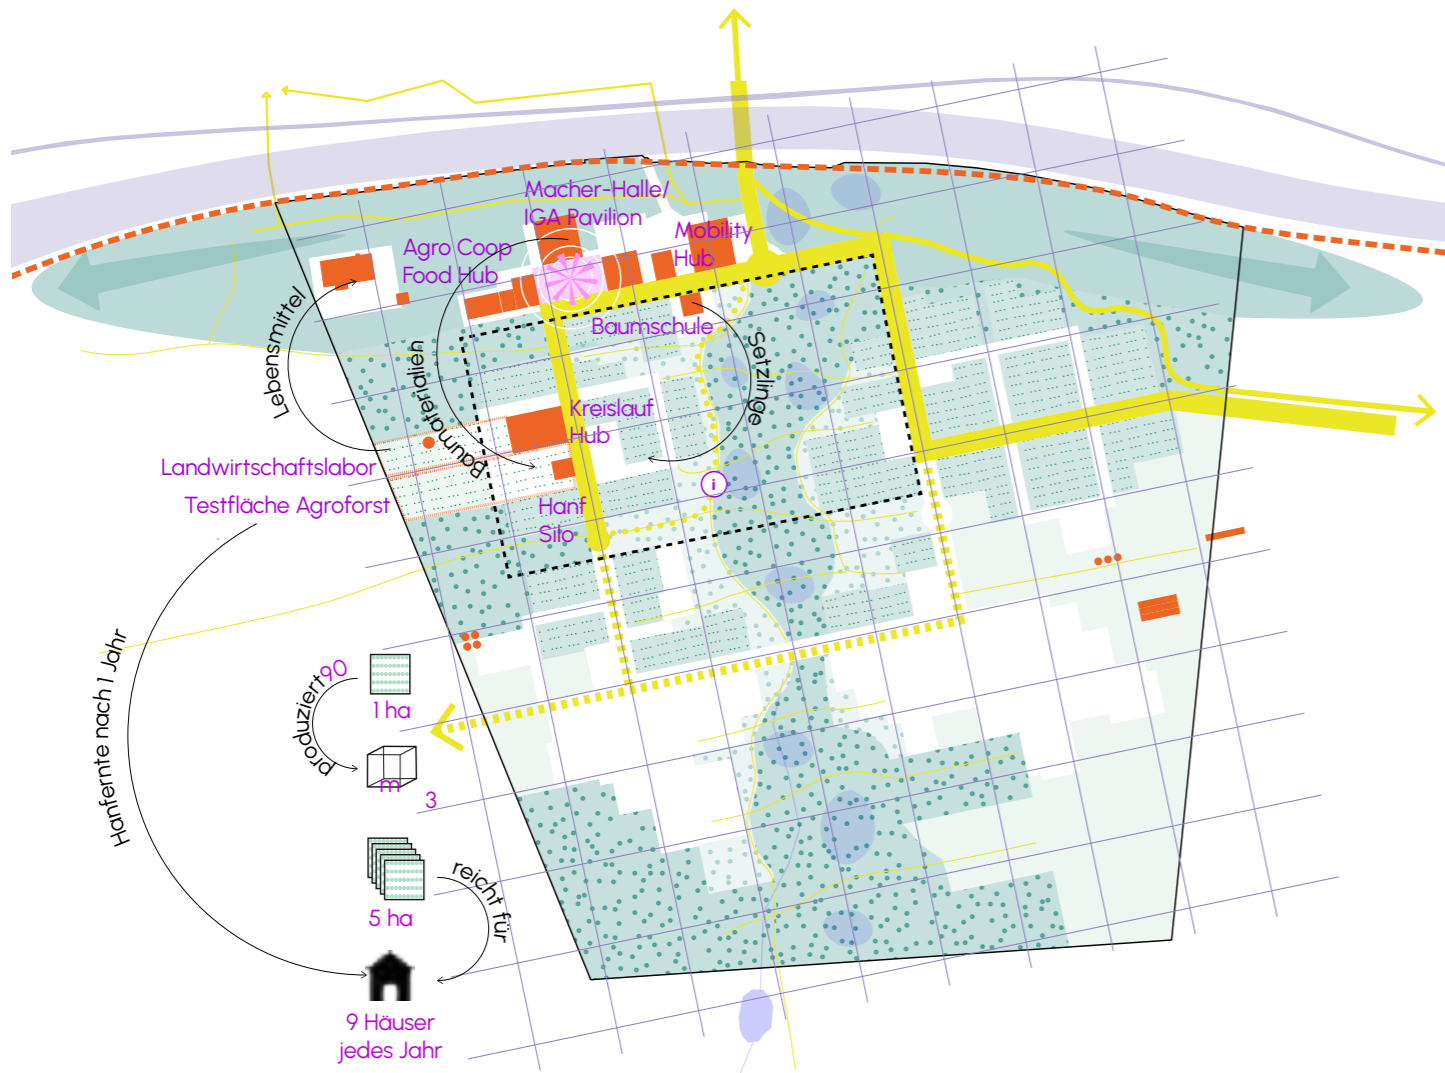 Macher-Halle/
IGA Pavilion
Mobility
Hub
Agro Coop
Food Hub
Baumschule
Lebensmittel
Baumaterialien
Setzlinge
Kreislauf
Hub
Landwirtschaftslabor
Testfläche Agroforst
Hanf
Silo
i
Hanfernte nach 1 Jahr
produziert
90
1 ha
m
3
5 ha
reicht für
9 Häuser
jedes Jahr